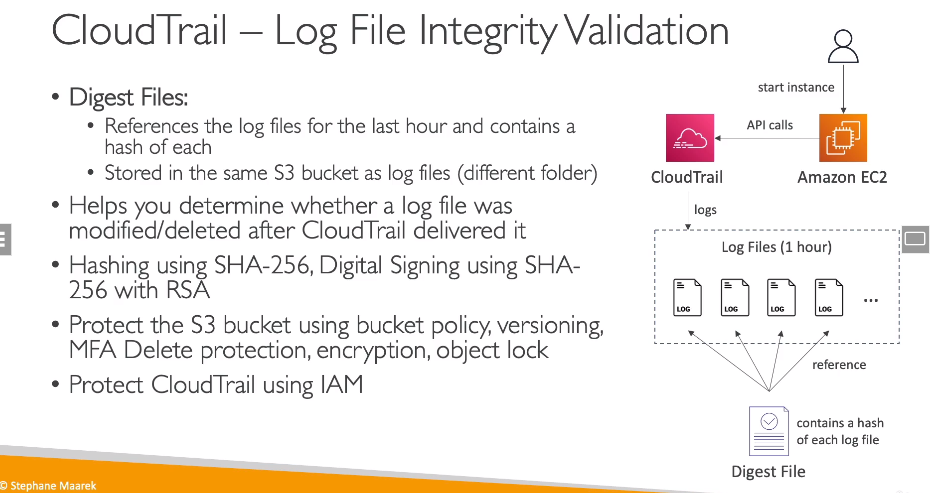 CloudTrail – Log File Integrity Validation
• Digest Files:
• References the log files for the last hour and contains a
hash of each
• Stored in the same S3 bucket as log files (different folder)
• Helps you determine whether a log file was
modified/deleted after CloudTrail delivered it
• Hashing using SHA-256, Digital Signing using SHA-
256 with RSA
• Protect the S3 bucket using bucket policy, versioning,
MFA Delete protection, encryption, object lock
• Protect CloudTrail using IAM
start instance
API calls
CloudTrail
Amazon EC2
logs
Log Files (1 hour)
LOG LOG LOG LOG ...
reference
contains a hash
of each log file
Digest File
© Stephane Maarek